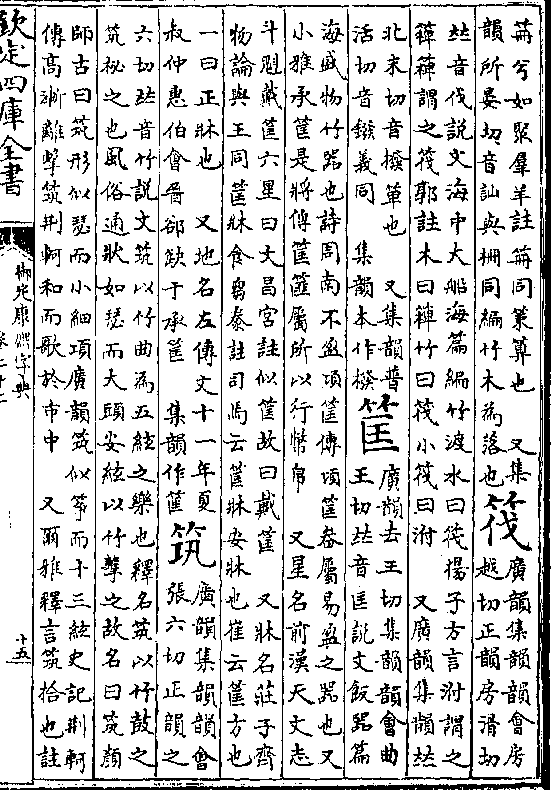 兮如聚羣羊註同策算也　又集
韻所晏切音訕與柵同編竹木為落也
筏
廣韻集韻韻會房
越切正韻房滑切
𠀤音伐說文海中大船海篇編竹渡水曰筏揚子方言泭謂之
䉬䉬謂之筏郭註木曰䉬竹曰筏小筏曰泭　又廣韻集韻𠀤
北末切音撥箄也　又集韻普
活切音鏺義同　集韻本作橃
筐
廣韻去王切集韻韻會曲
王切𠀤音匡說文飯器篇
海盛物竹器也詩周南不盈頃筐傳頃筐畚屬易盈之器也又
小雅承筐是將傳筐篚屬所以行幣帛　又星名前漢天文志
斗魁戴筐六星曰文昌宮註似筐故曰戴筐　又牀名莊子齊
物論與王同筐牀食芻豢註司馬云筐牀安牀也崔云筐方也
一曰正牀也　又地名左傳文十一年夏
叔仲惠伯會晉郤缺于承筐　集韻作筺
筑
廣韻集韻韻會
張六切正韻之
六切𠀤音竹說文筑以竹曲為五絃之樂也釋名筑以竹鼓之
筑柲之也風俗通狀如瑟而大頭安絃以竹擊之故名曰筑顏
師古曰筑形似瑟而小細項廣韻筑似箏而十三絃史記荆軻
傳高漸離擊筑荆軻和而歌於市中　又爾雅釋言筑拾也註
欽定四庫全書
御定康熙字典
卷二十二
十五